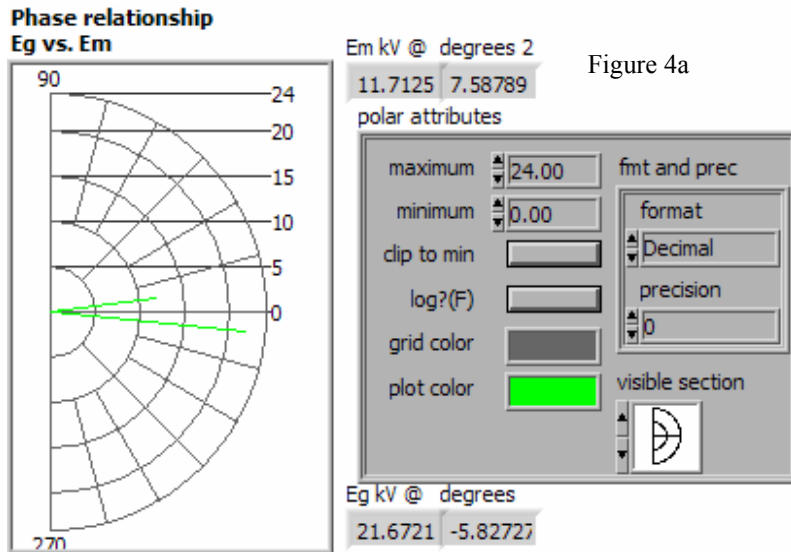 Phase relationship
Eg vs. Em
90
24
20
15
10
5
0
270
Em kV @ degrees 2
11.7125 7.58789
Figure 4a
polar attributes
maximum 24.00
minimum 0.00
clip to min
log?(F)
grid color
plot color
fmt and prec
format
Decimal
precision
0
visible section
Eg kV @ degrees
21.6721 -5.82727